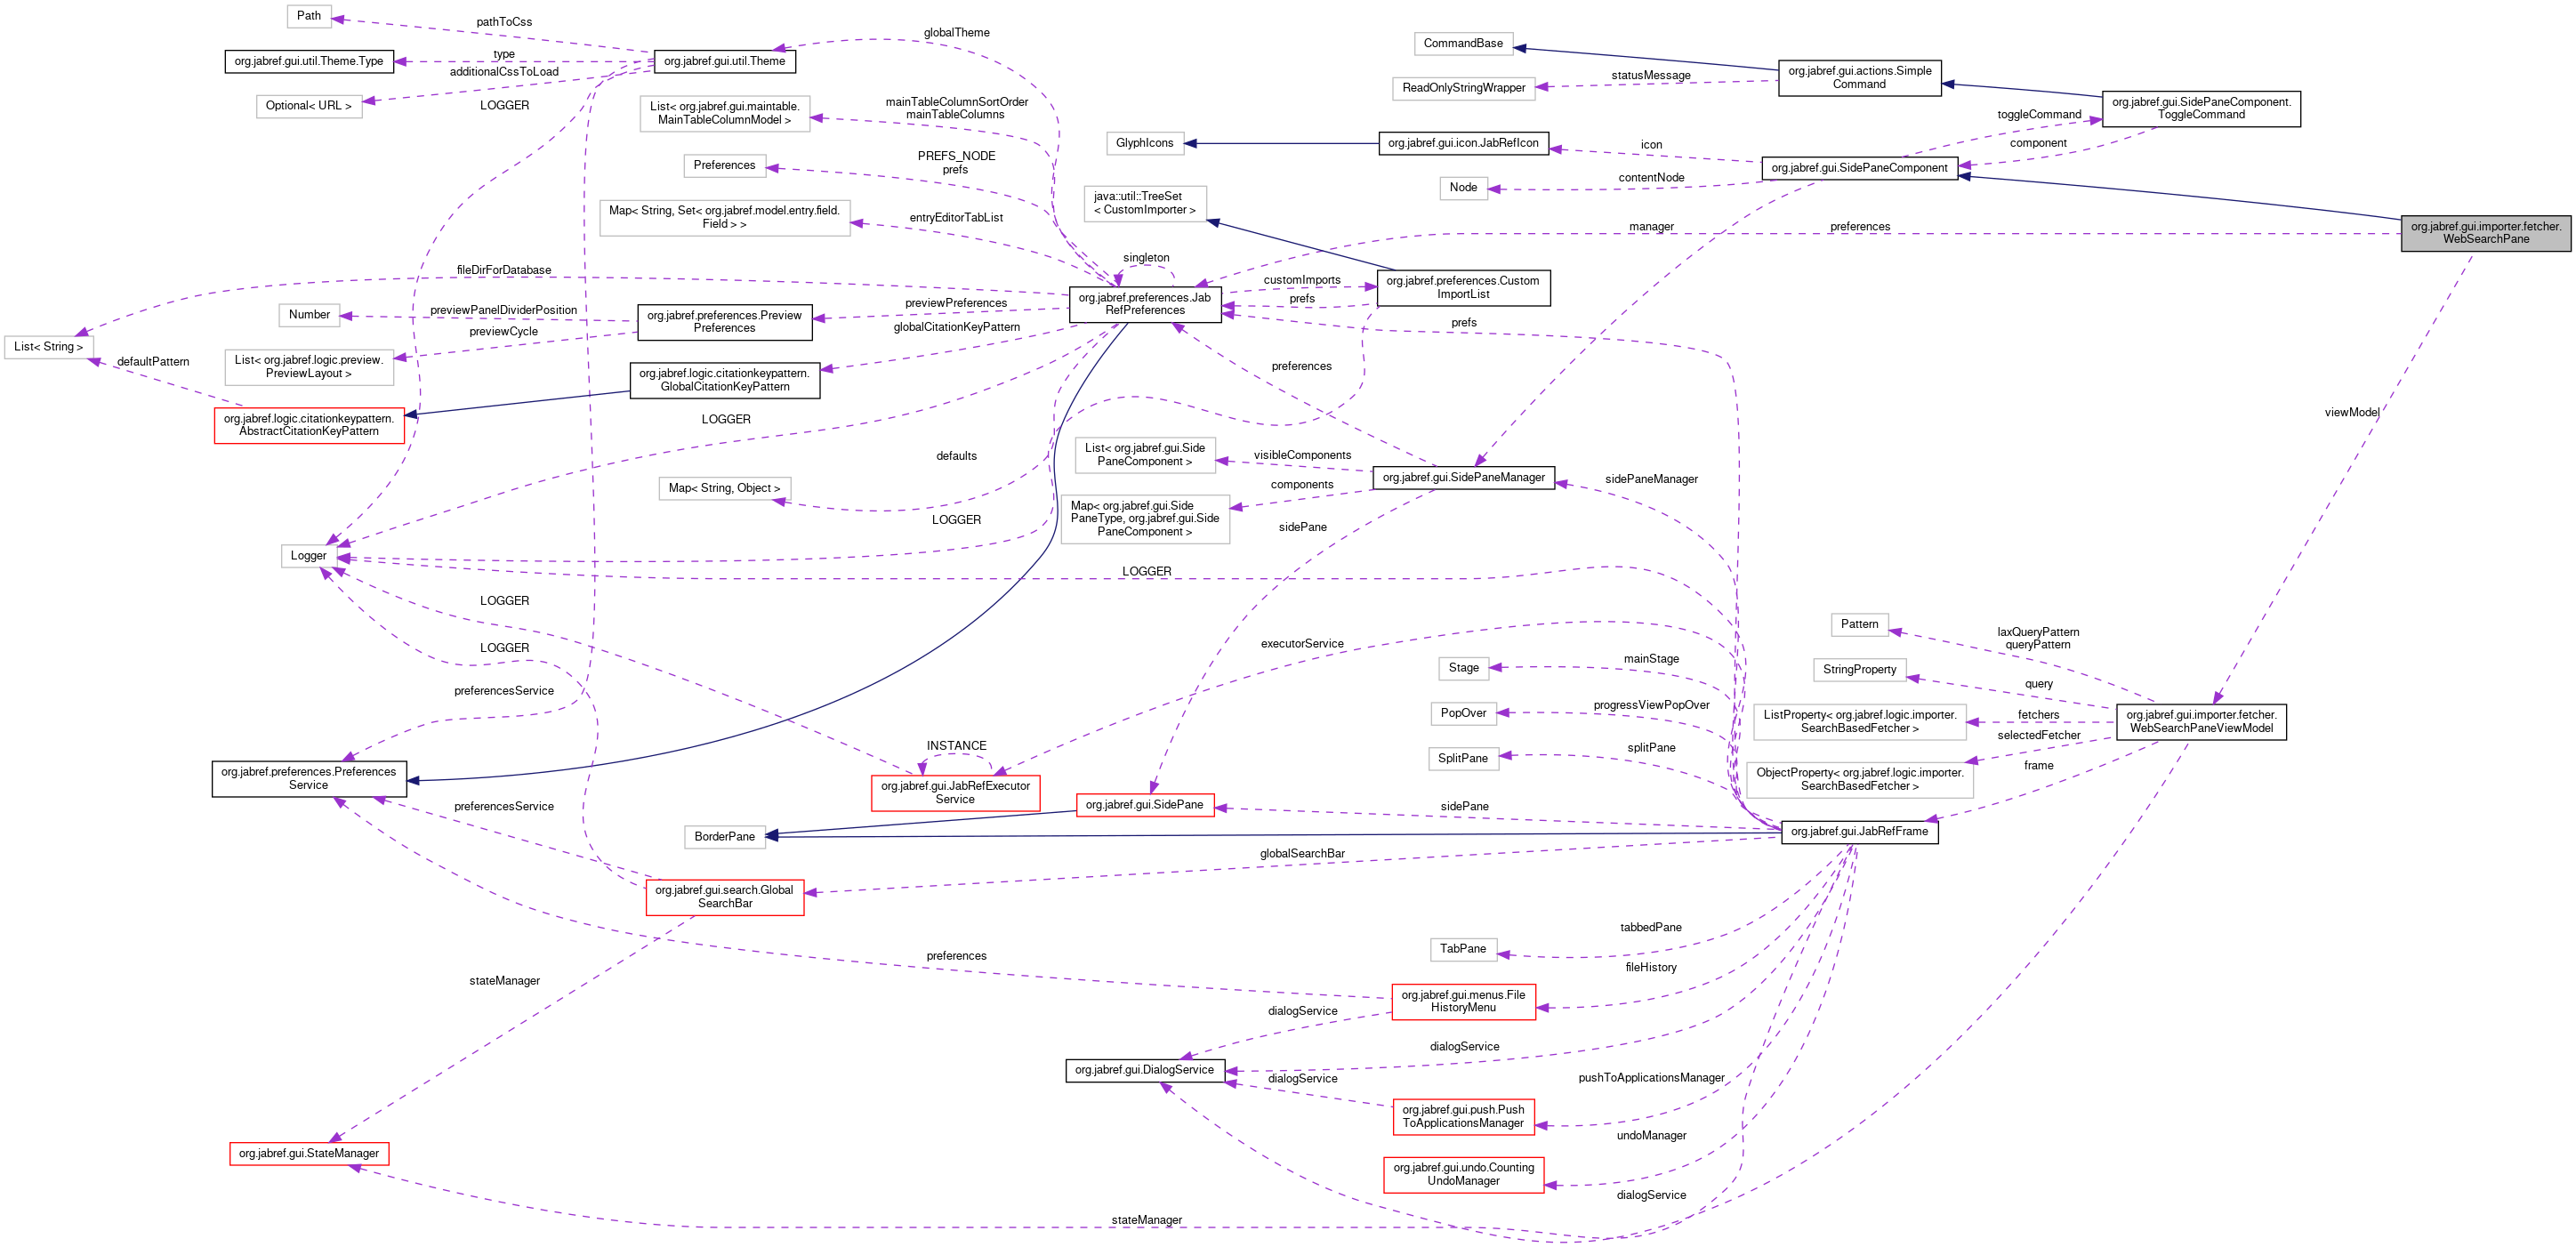 Path
pathToCss
globalTheme
org.jabref.gui.util.Theme.Type
type
org.jabref.gui.util.Theme
additionalCssToLoad
Optional< URL >
LOGGER
List< org.jabref.gui.maintable.
MainTableColumnModel >
mainTableColumnSortOrder
mainTableColumns
Preferences
PREFS_NODE
prefs
Map< String, Set< org.jabref.model.entry.field.
Field > >
entryEditorTabList
CommandBase
ReadOnlyStringWrapper
statusMessage
org.jabref.gui.actions.Simple
Command
org.jabref.gui.SidePaneComponent.
ToggleCommand
toggleCommand
component
GlyphIcons
org.jabref.gui.icon.JabRefIcon
icon
org.jabref.gui.SidePaneComponent
Node
contentNode
java::util::TreeSet
< CustomImporter >
manager
preferences
org.jabref.gui.importer.fetcher.
WebSearchPane
fileDirForDatabase
singleton
customImports
org.jabref.preferences.Custom
ImportList
prefs
org.jabref.preferences.Jab
RefPreferences
Number
previewPanelDividerPosition
org.jabref.preferences.Preview
Preferences
previewPreferences
prefs
List< String >
previewCycle
globalCitationKeyPattern
List< org.jabref.logic.preview.
PreviewLayout >
defaultPattern
org.jabref.logic.citationkeypattern.
GlobalCitationKeyPattern
preferences
org.jabref.logic.citationkeypattern.
AbstractCitationKeyPattern
LOGGER
viewModel
defaults
List< org.jabref.gui.Side
PaneComponent >
visibleComponents
org.jabref.gui.SidePaneManager
sidePaneManager
Map< String, Object >
components
Map< org.jabref.gui.Side
PaneType, org.jabref.gui.Side
PaneComponent >
LOGGER
sidePane
Logger
LOGGER
LOGGER
LOGGER
executorService
Pattern
laxQueryPattern
queryPattern
Stage
mainStage
StringProperty
query
preferencesService
PopOver
progressViewPopOver
ListProperty< org.jabref.logic.importer.
SearchBasedFetcher >
fetchers
org.jabref.gui.importer.fetcher.
WebSearchPaneViewModel
selectedFetcher
INSTANCE
SplitPane
splitPane
ObjectProperty< org.jabref.logic.importer.
SearchBasedFetcher >
frame
org.jabref.preferences.Preferences
Service
org.jabref.gui.JabRefExecutor
Service
preferencesService
org.jabref.gui.SidePane
sidePane
BorderPane
org.jabref.gui.JabRefFrame
globalSearchBar
org.jabref.gui.search.Global
SearchBar
tabbedPane
TabPane
preferences
fileHistory
stateManager
org.jabref.gui.menus.File
HistoryMenu
dialogService
dialogService
org.jabref.gui.DialogService
dialogService
pushToApplicationsManager
org.jabref.gui.push.Push
ToApplicationsManager
undoManager
org.jabref.gui.StateManager
org.jabref.gui.undo.Counting
UndoManager
dialogService
stateManager